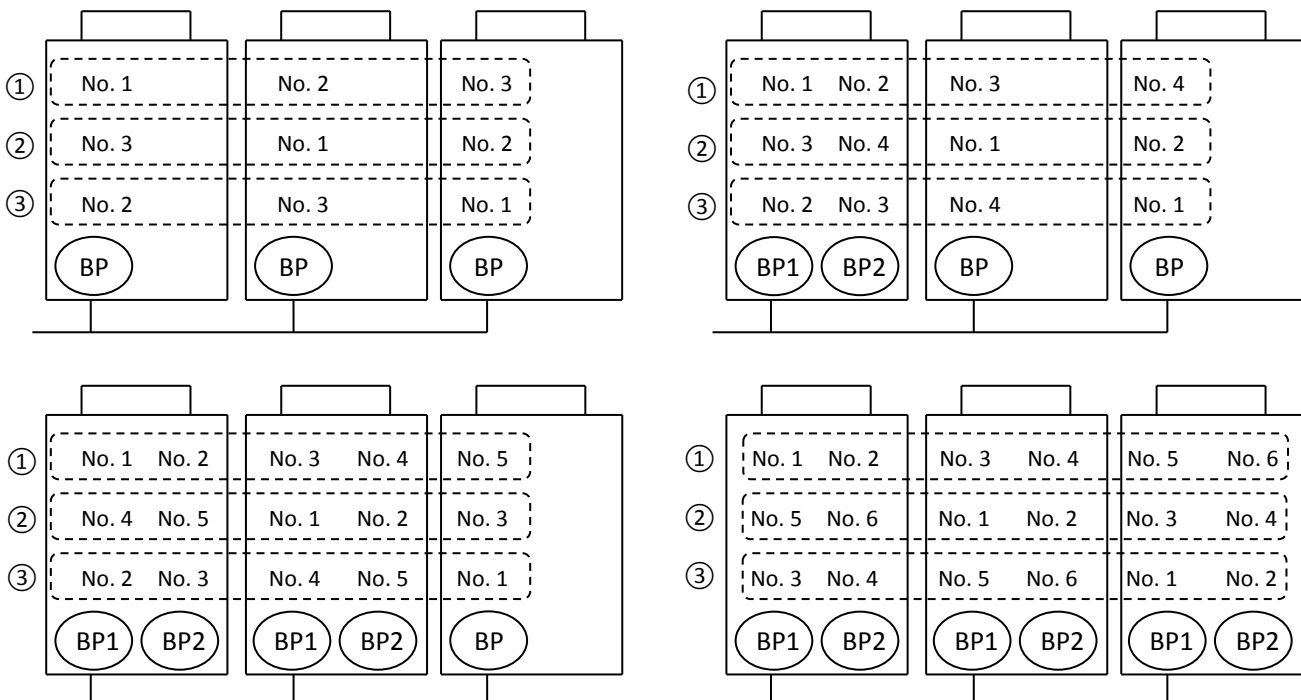 ① No. 1 No. 2 No. 3
② No. 3 No. 1 No. 2
③ No. 2 No. 3 No. 1
BP BP BP
① No. 1 No. 2 No. 3 No. 4
② No. 3 No. 4 No. 1 No. 2
③ No. 2 No. 3 No. 4 No. 1
BP1 BP2 BP BP
① No. 1 No. 2 No. 3 No. 4 No. 5
② No. 4 No. 5 No. 1 No. 2 No. 3
③ No. 2 No. 3 No. 4 No. 5 No. 1
BP1 BP2 BP1 BP2 BP
① No. 1 No. 2 No. 3 No. 4 No. 5 No. 6
② No. 5 No. 6 No. 1 No. 2 No. 3 No. 4
③ No. 3 No. 4 No. 5 No. 6 No. 1 No. 2
BP1 BP2 BP1 BP2 BP1 BP2